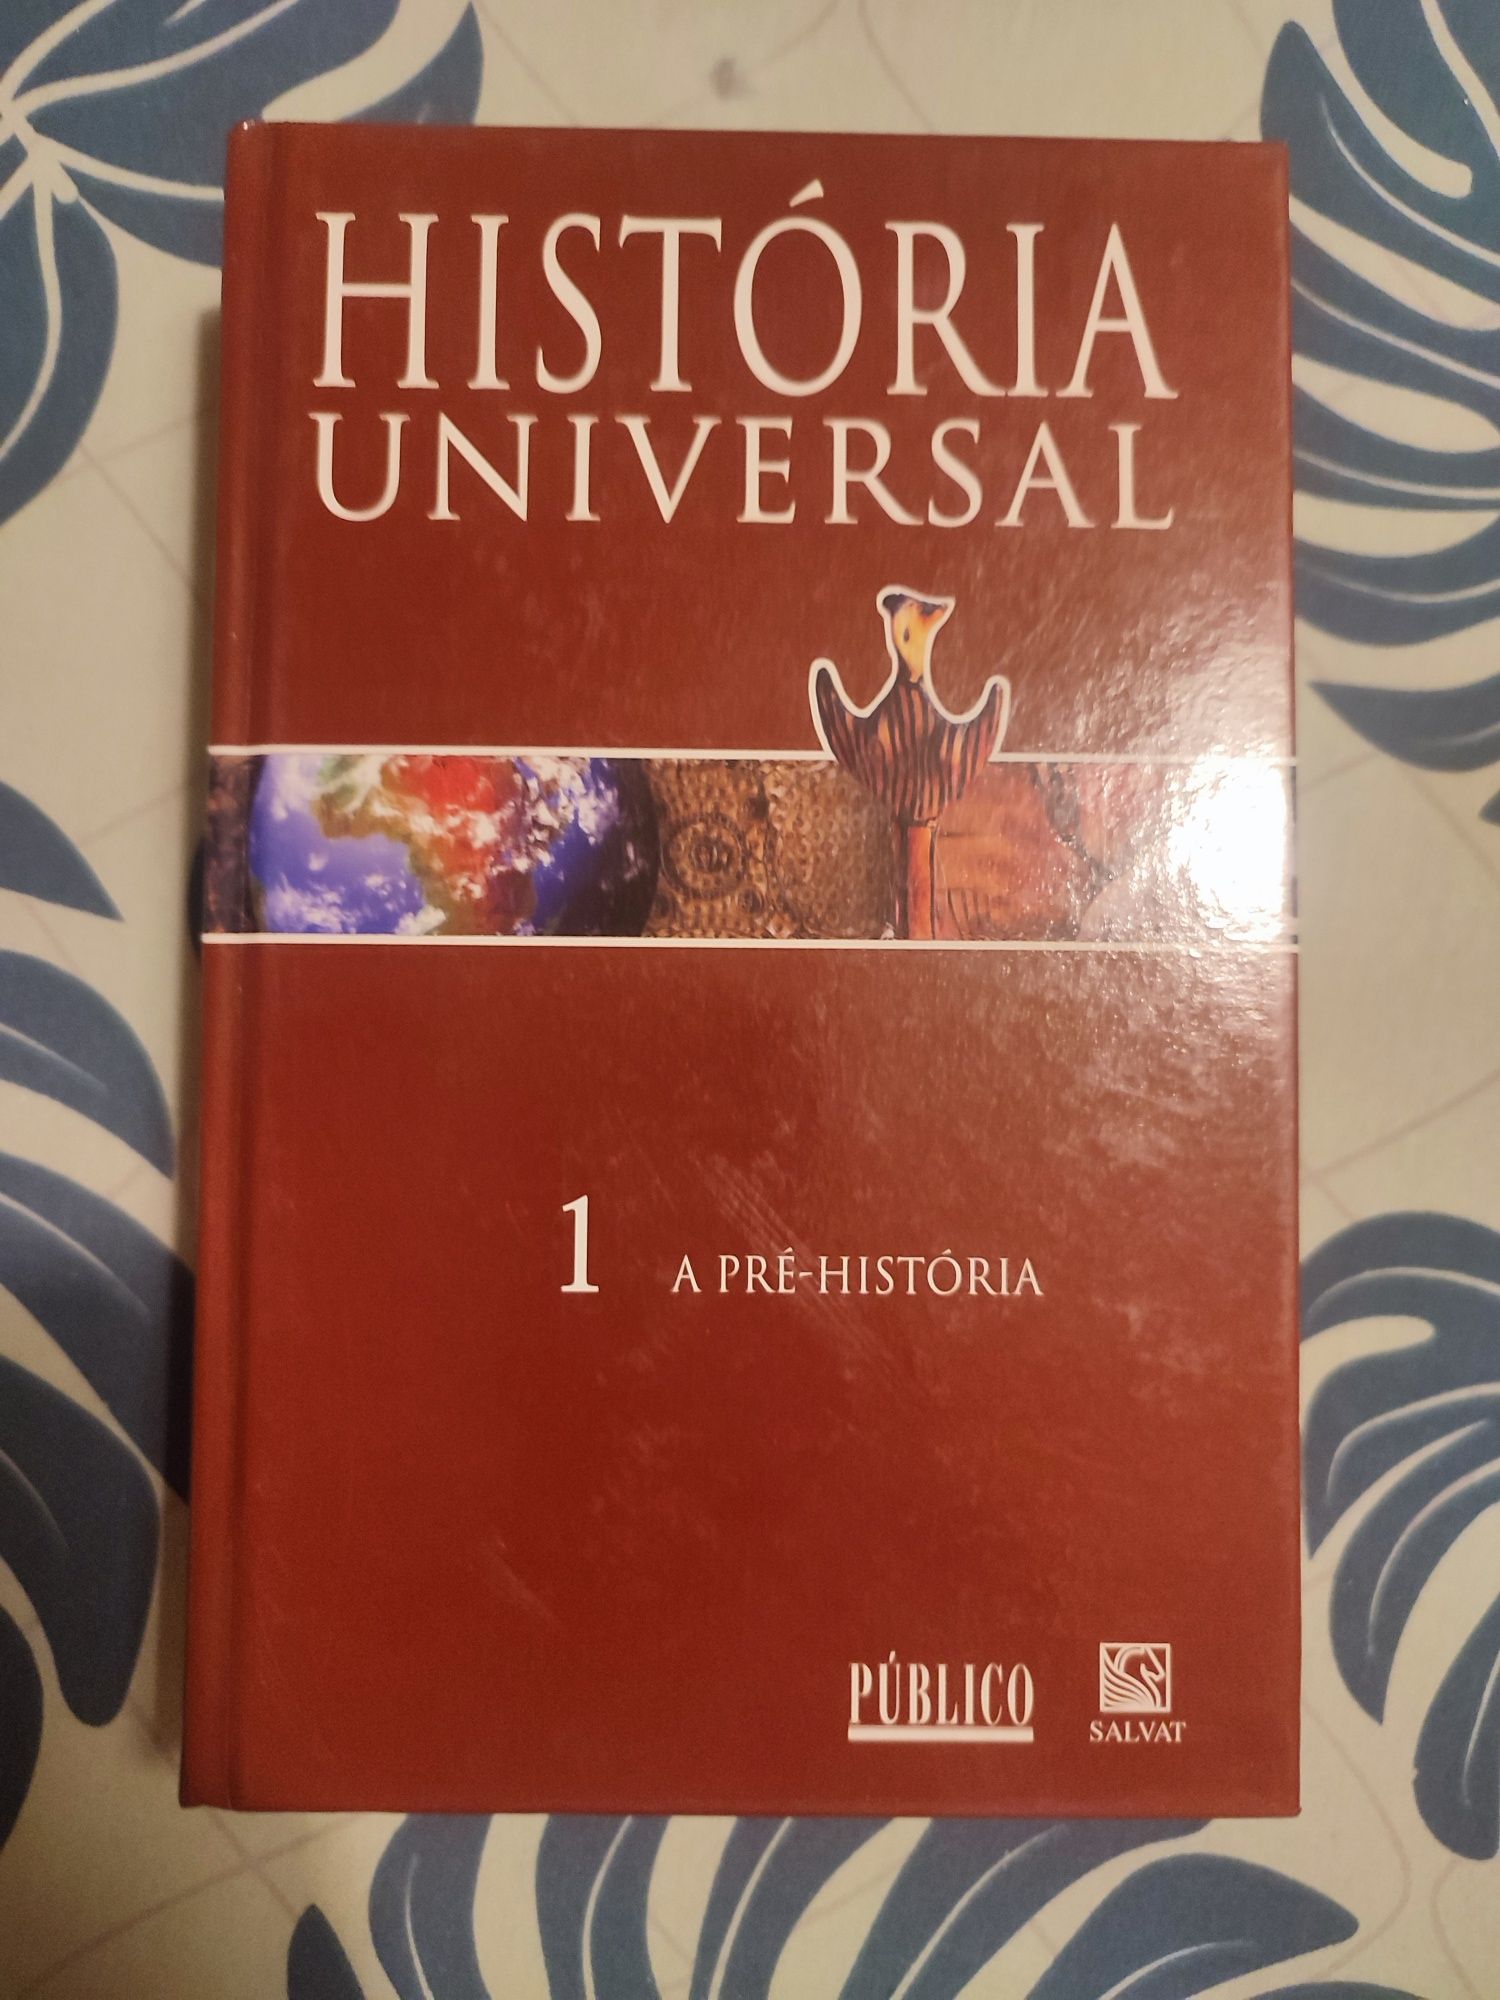 HISTÓRIA
UNIVERSAL
1 A PRÉ-HISTÓRIA
PÚBLICO
SALVAT